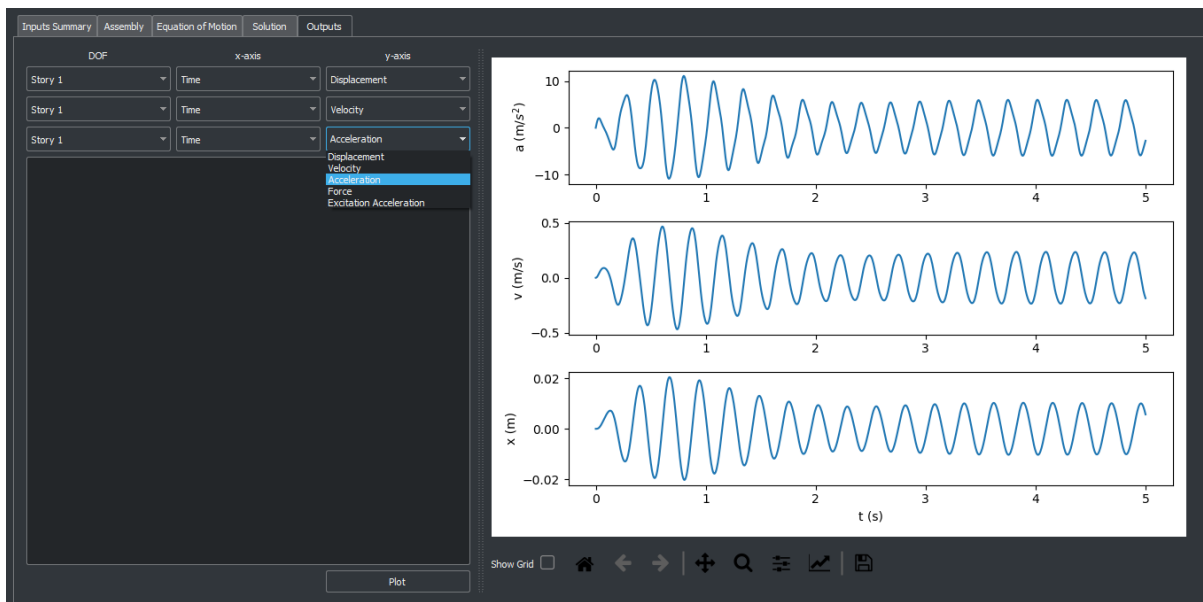 Inputs Summary Assembly Equation of Motion Solution Outputs
DOF x-axis y-axis
Story 1 Time Displacement
Story 1 Time Velocity
Story 1 Time Acceleration
Displacement
Velocity
Acceleration
Force
Excitation Acceleration
Plot
a (m/s²)
10
0
−10
0 1 2 3 4 5
v (m/s)
0.5
0.0
−0.5
0 1 2 3 4 5
x (m)
0.02
0.00
−0.02
0 1 2 3 4 5
t (s)
Show Grid